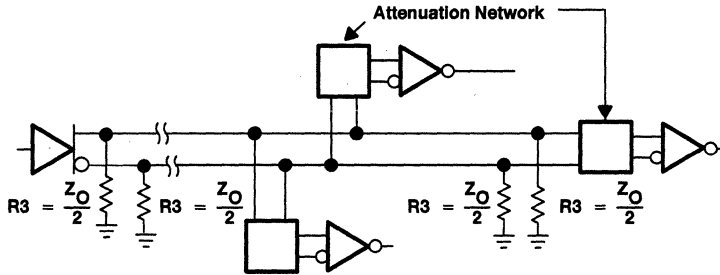 Attenuation Network
R3 = Z_O/2
R3 = Z_O/2
R3 = Z_O/2
R3 = Z_O/2